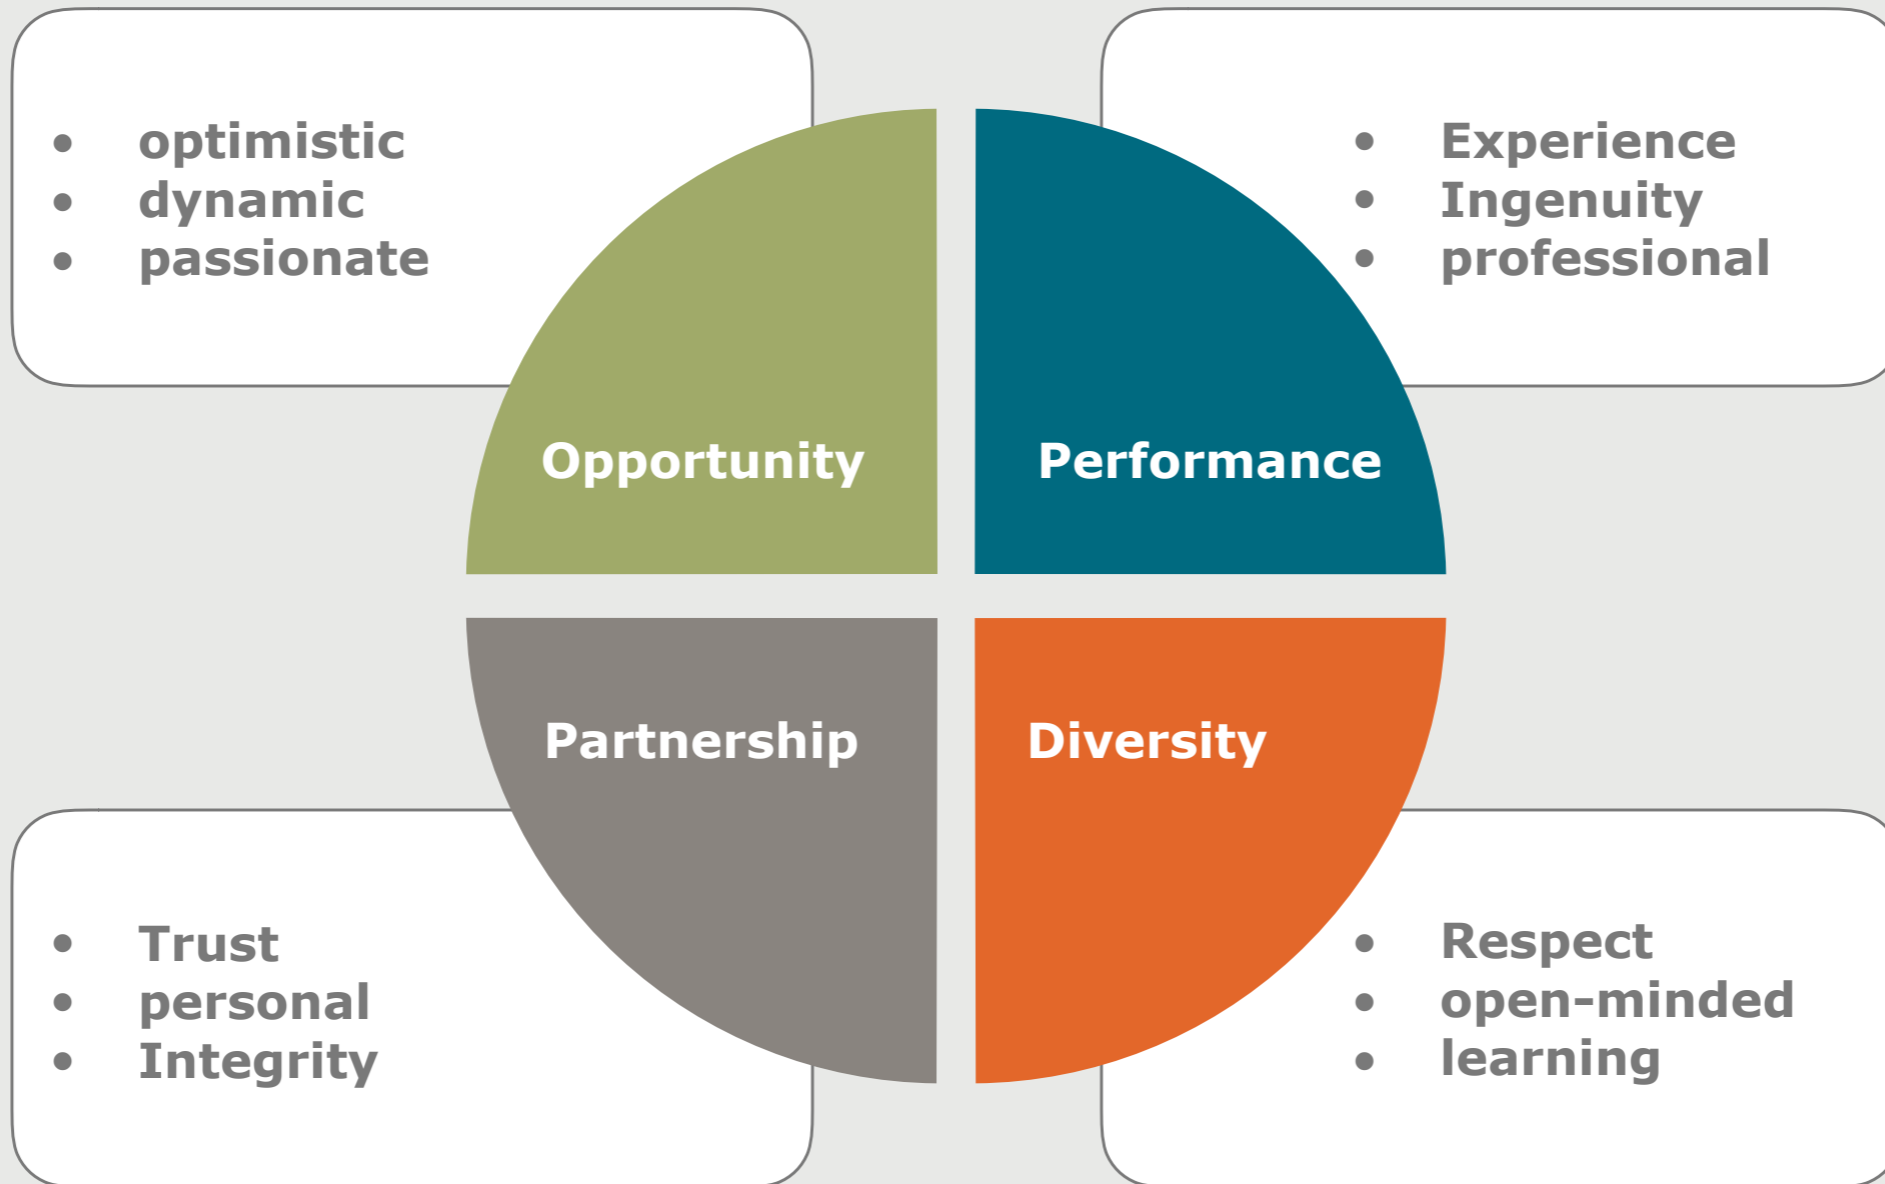 • optimistic
• dynamic
• passionate
• Experience
• Ingenuity
• professional
Opportunity
Performance
Partnership
Diversity
• Trust
• personal
• Integrity
• Respect
• open-minded
• learning